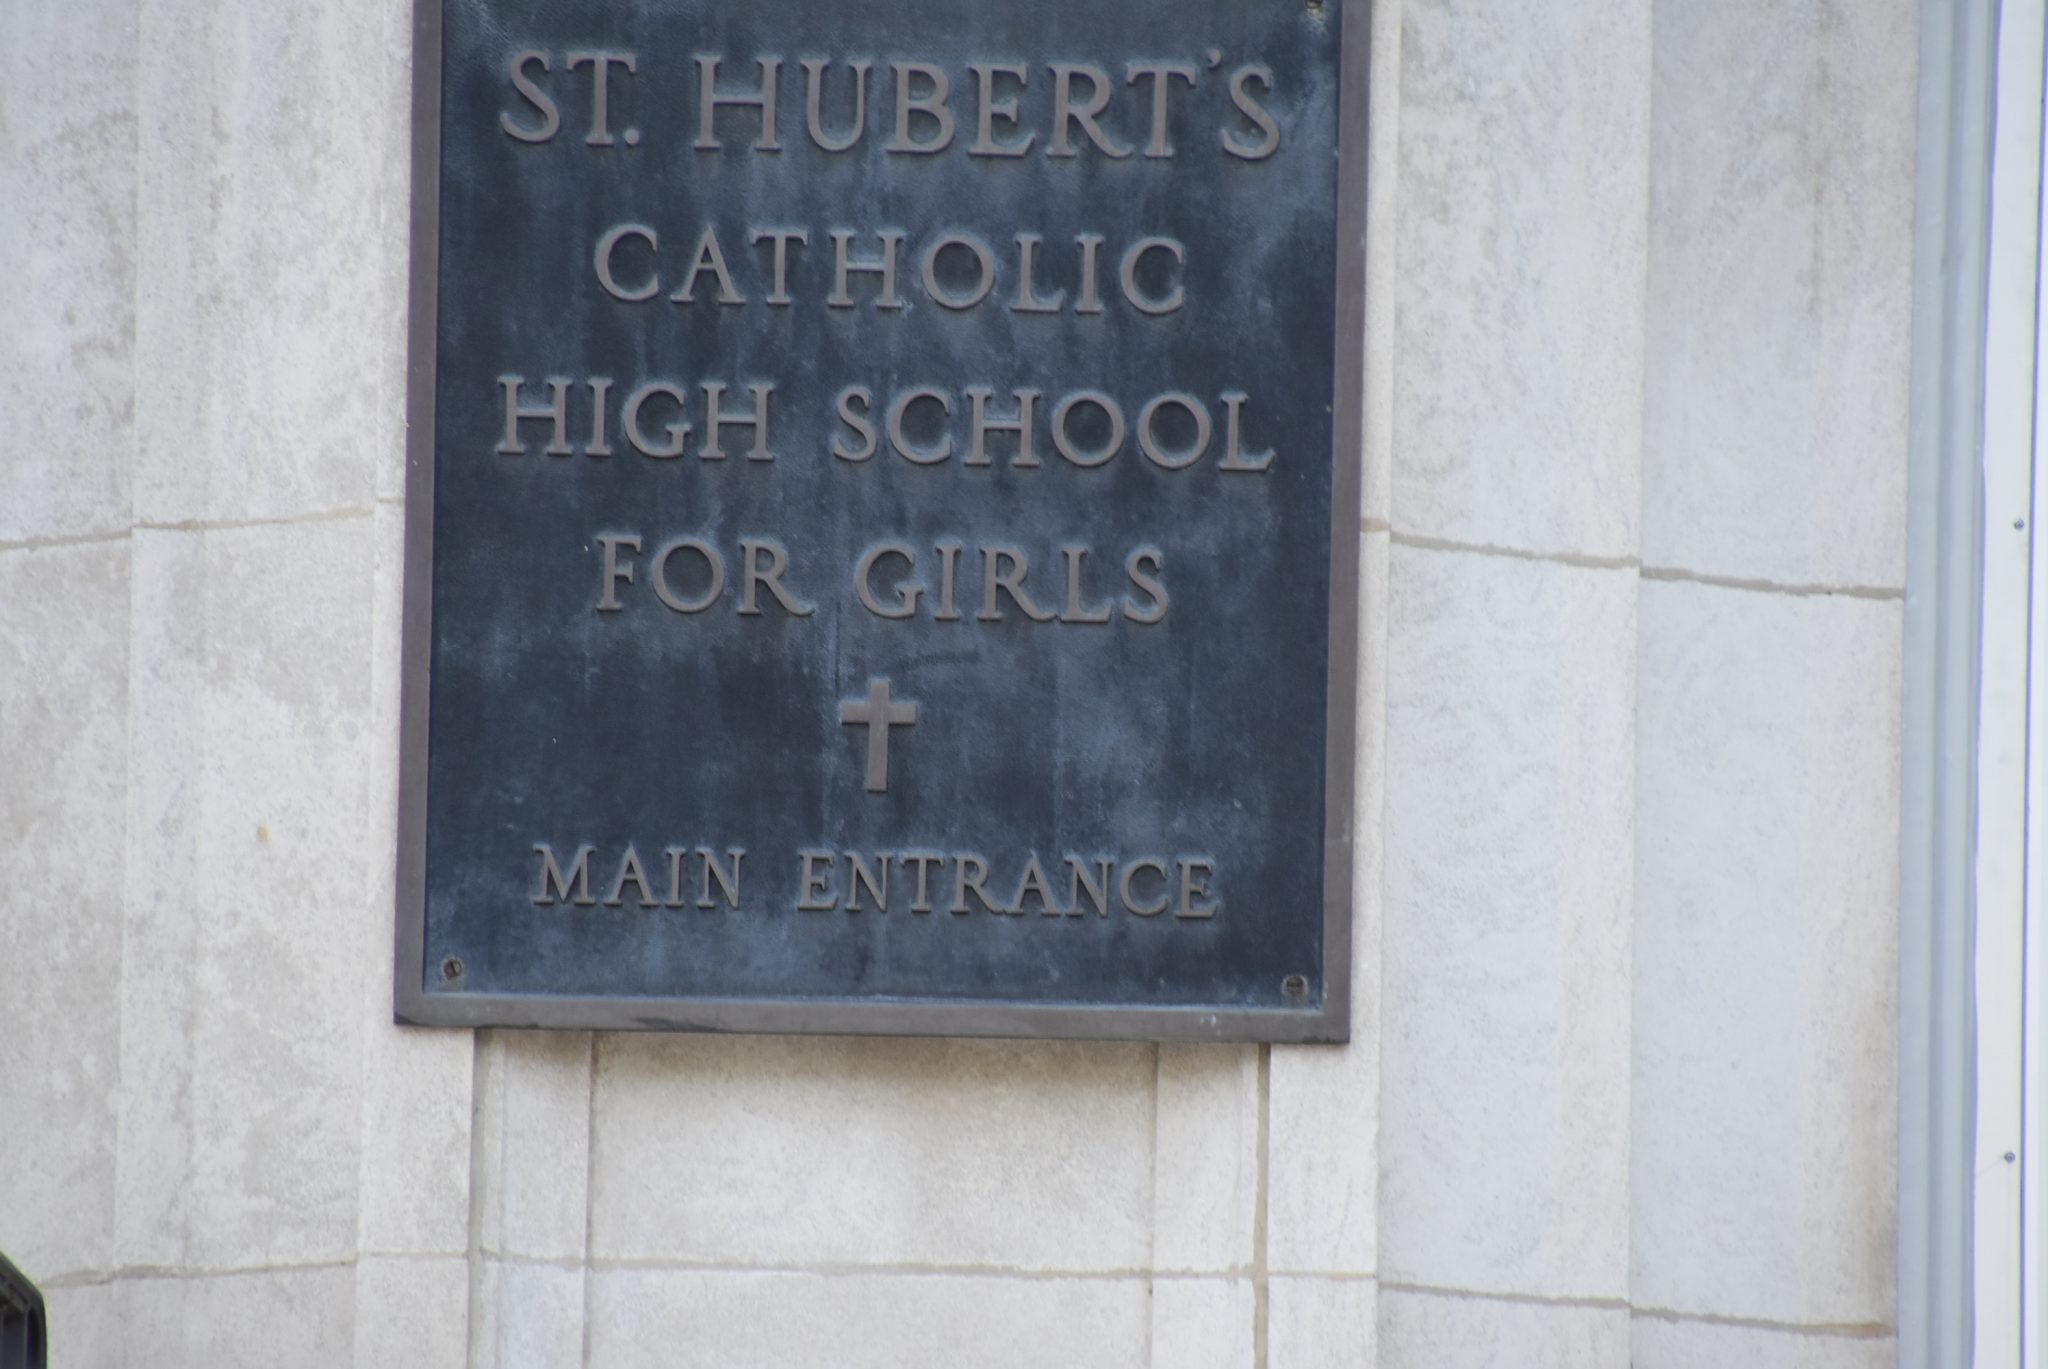 ST. HUBERT'S
CATHOLIC
HIGH SCHOOL
FOR GIRLS
MAIN ENTRANCE